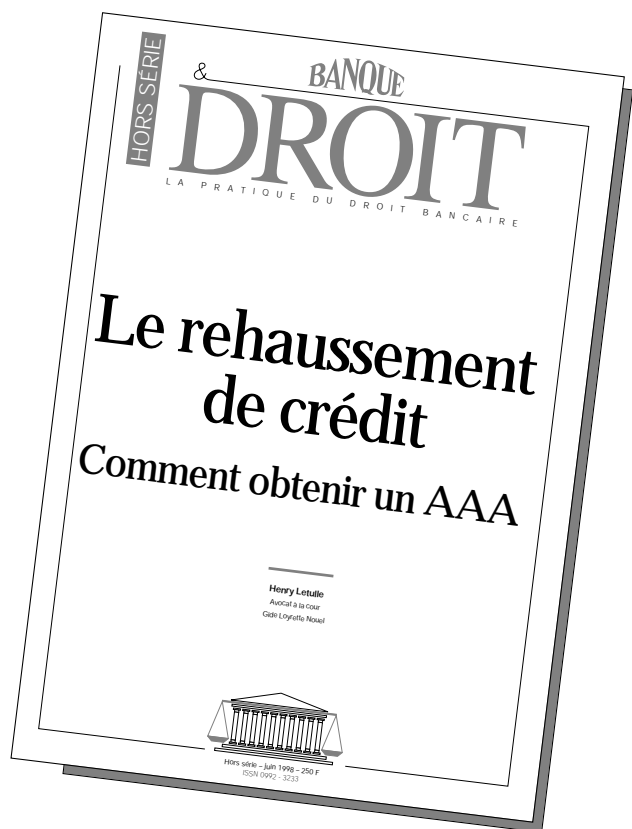 HORS SÉRIE
&
BANQUE
DROIT
LA PRATIQUE DU DROIT BANCAIRE
Le rehaussement
de crédit
Comment obtenir un AAA
Henry Letulle
Avocat à la cour
Gide Loyrette Nouel
Hors série – juin 1998 – 250 F
ISSN 0992 - 3233